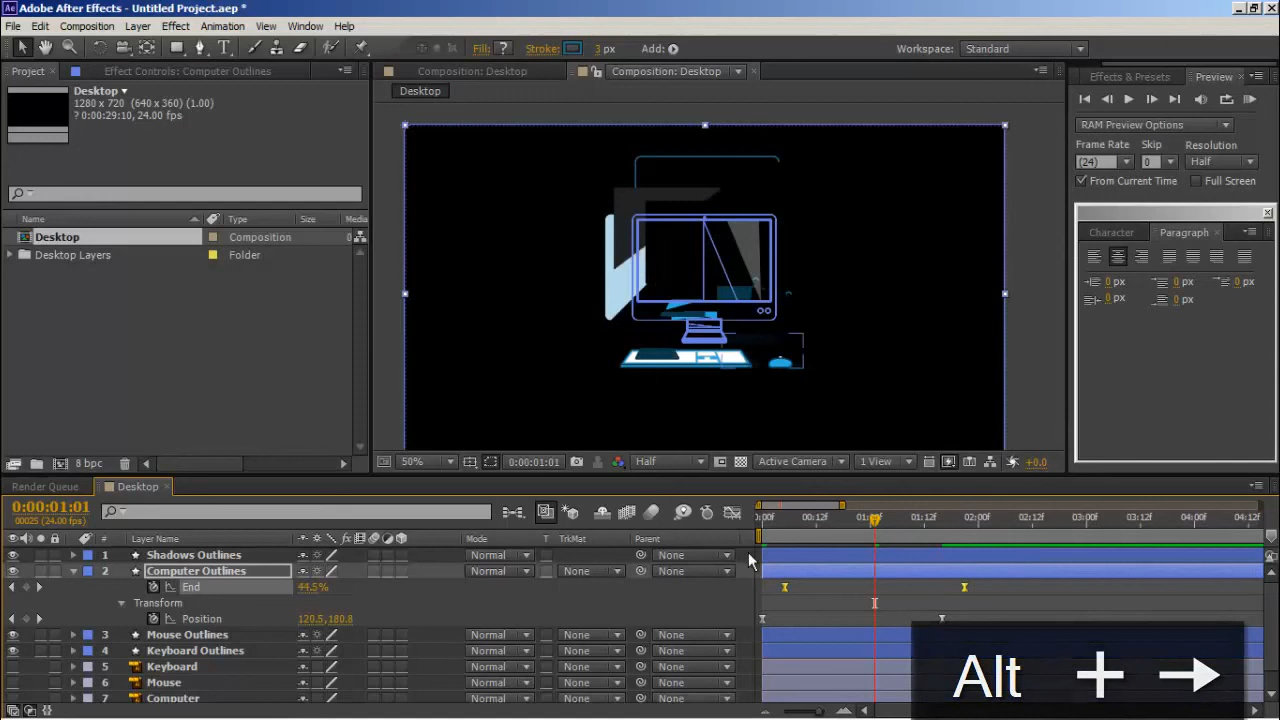 Adobe After Effects - Untitled Project.aep *
File Edit Composition Layer Effect Animation View Window Help
Fill: ? Stroke: 3 px Add: Workspace: Standard
Project Effect Controls: Computer Outlines Composition: Desktop Composition: Desktop Effects & Presets Preview
Desktop
1280 x 720 (640 x 360) (1.00)
? 0:00:29:10, 24.00 fps
Desktop
RAM Preview Options
Frame Rate Skip Resolution
(24) 0 Half
From Current Time Full Screen
Name Type Size Media
Desktop Composition 0
Desktop Layers Folder
Character Paragraph
0 px 0 px 0 px
0 px 0 px
8 bpc
50% 0:00:01:01 Half Active Camera 1 View +0.0
Render Queue Desktop
0:00:01:01
00025 (24.00 fps)
0:00f 00:12f 01:00f 01:12f 02:00f 02:12f 03:00f 03:12f 04:00f 04:12f
# Layer Name Mode T TrkMat Parent
1 Shadows Outlines Normal None
2 Computer Outlines Normal None None
End 44.5%
Transform
Position 120.5,180.8
3 Mouse Outlines Normal None None
4 Keyboard Outlines Normal None None
5 Keyboard Normal None None
6 Mouse Normal None None
7 Computer Normal None None
Alt + →